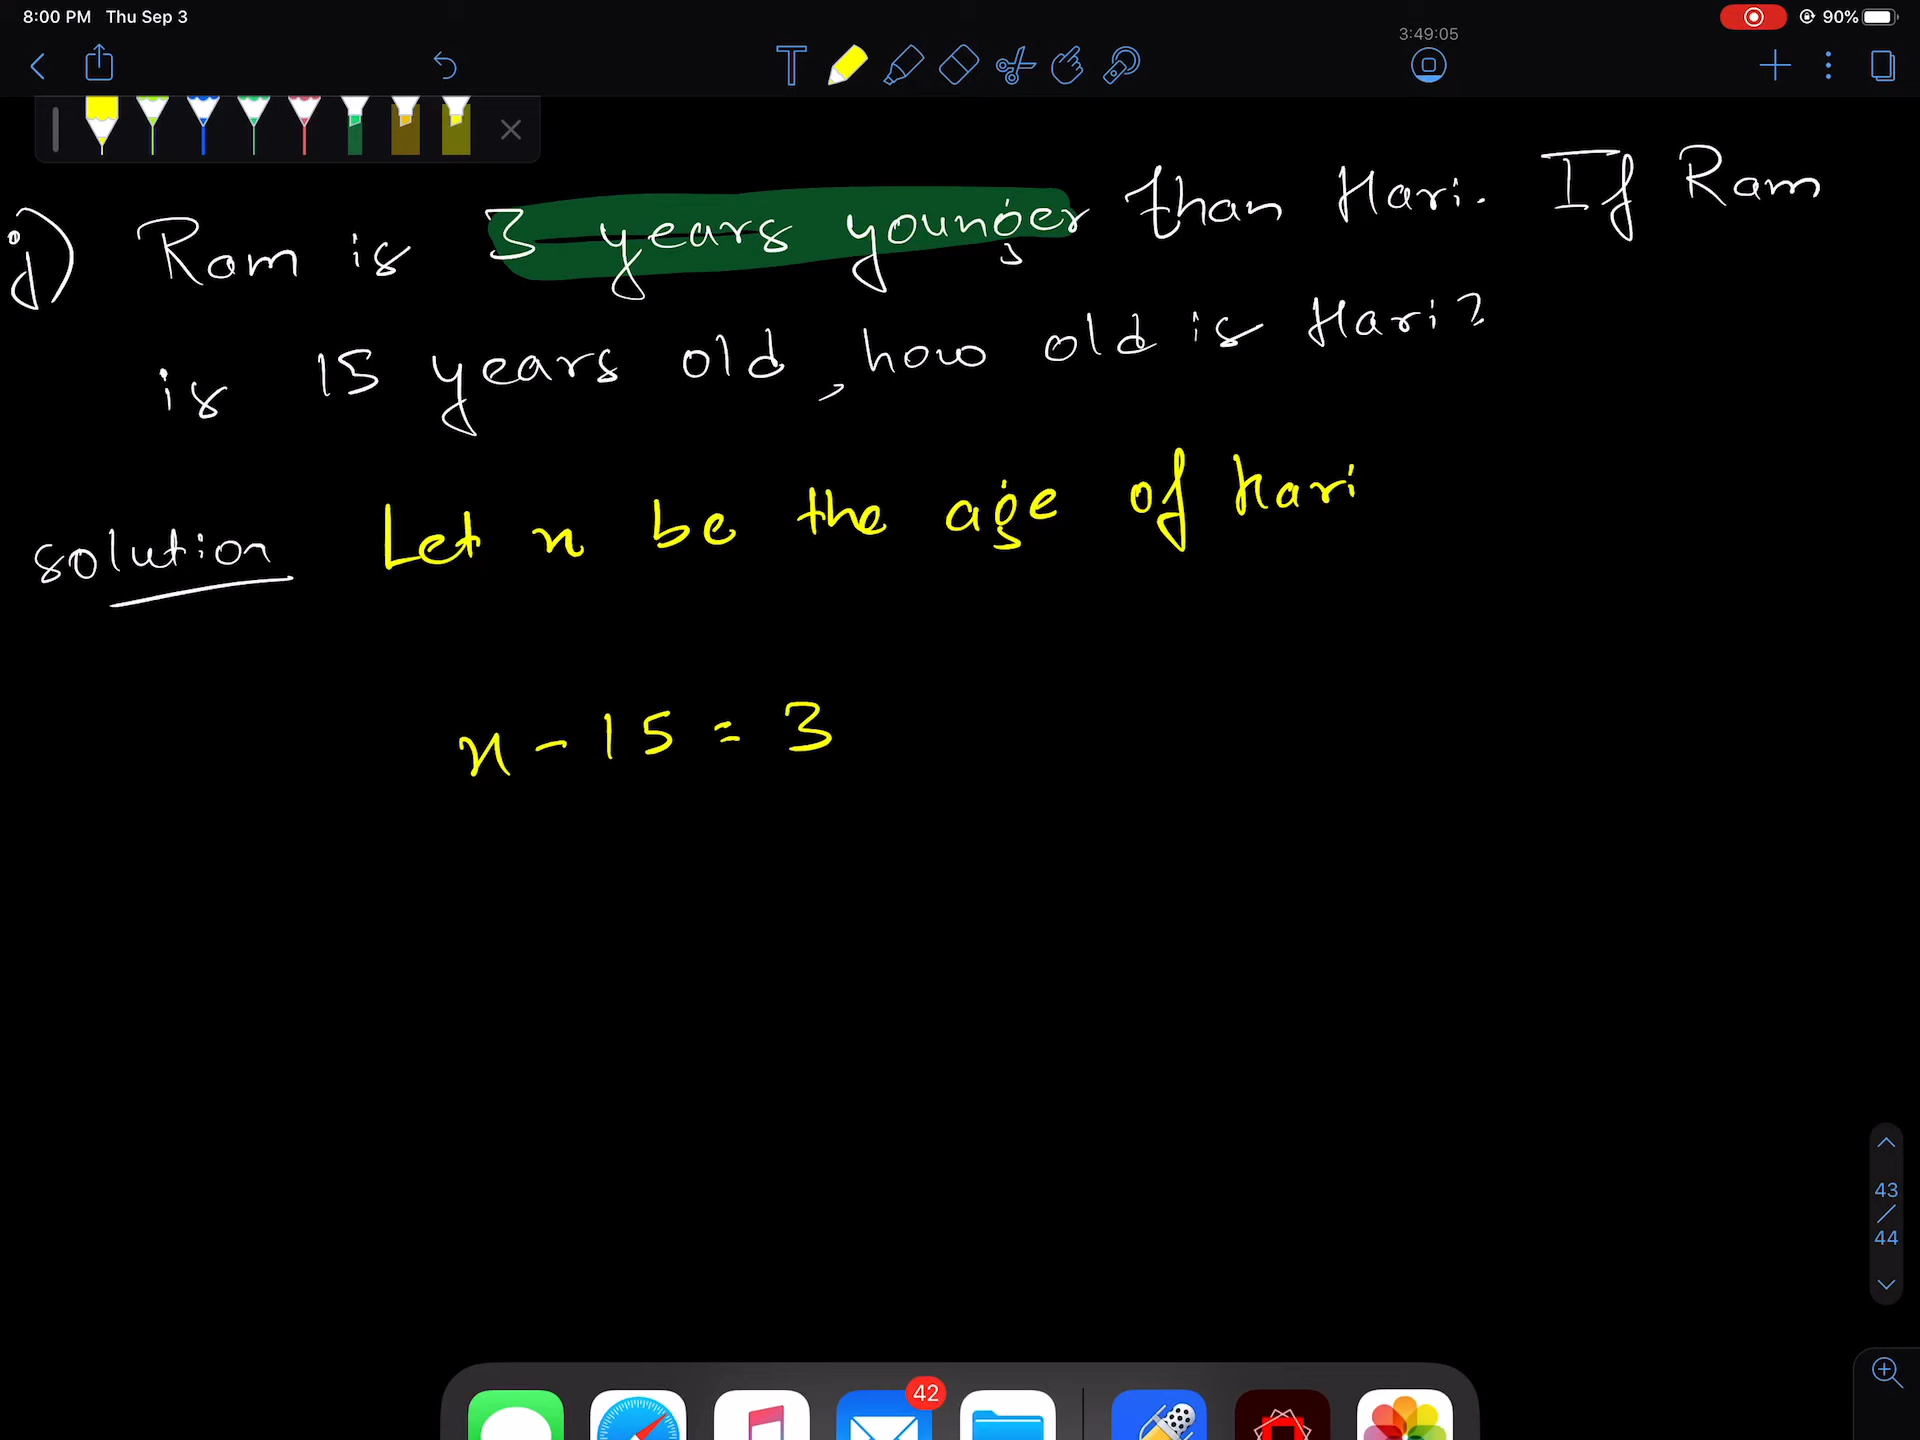 8:00 PM Thu Sep 3
90%
3:49:05
j) Ram is 3 years younger than Hari. If Ram
is 15 years old, how old is Hari?
solution Let x be the age of Hari
x - 15 = 3
43
/
44
42